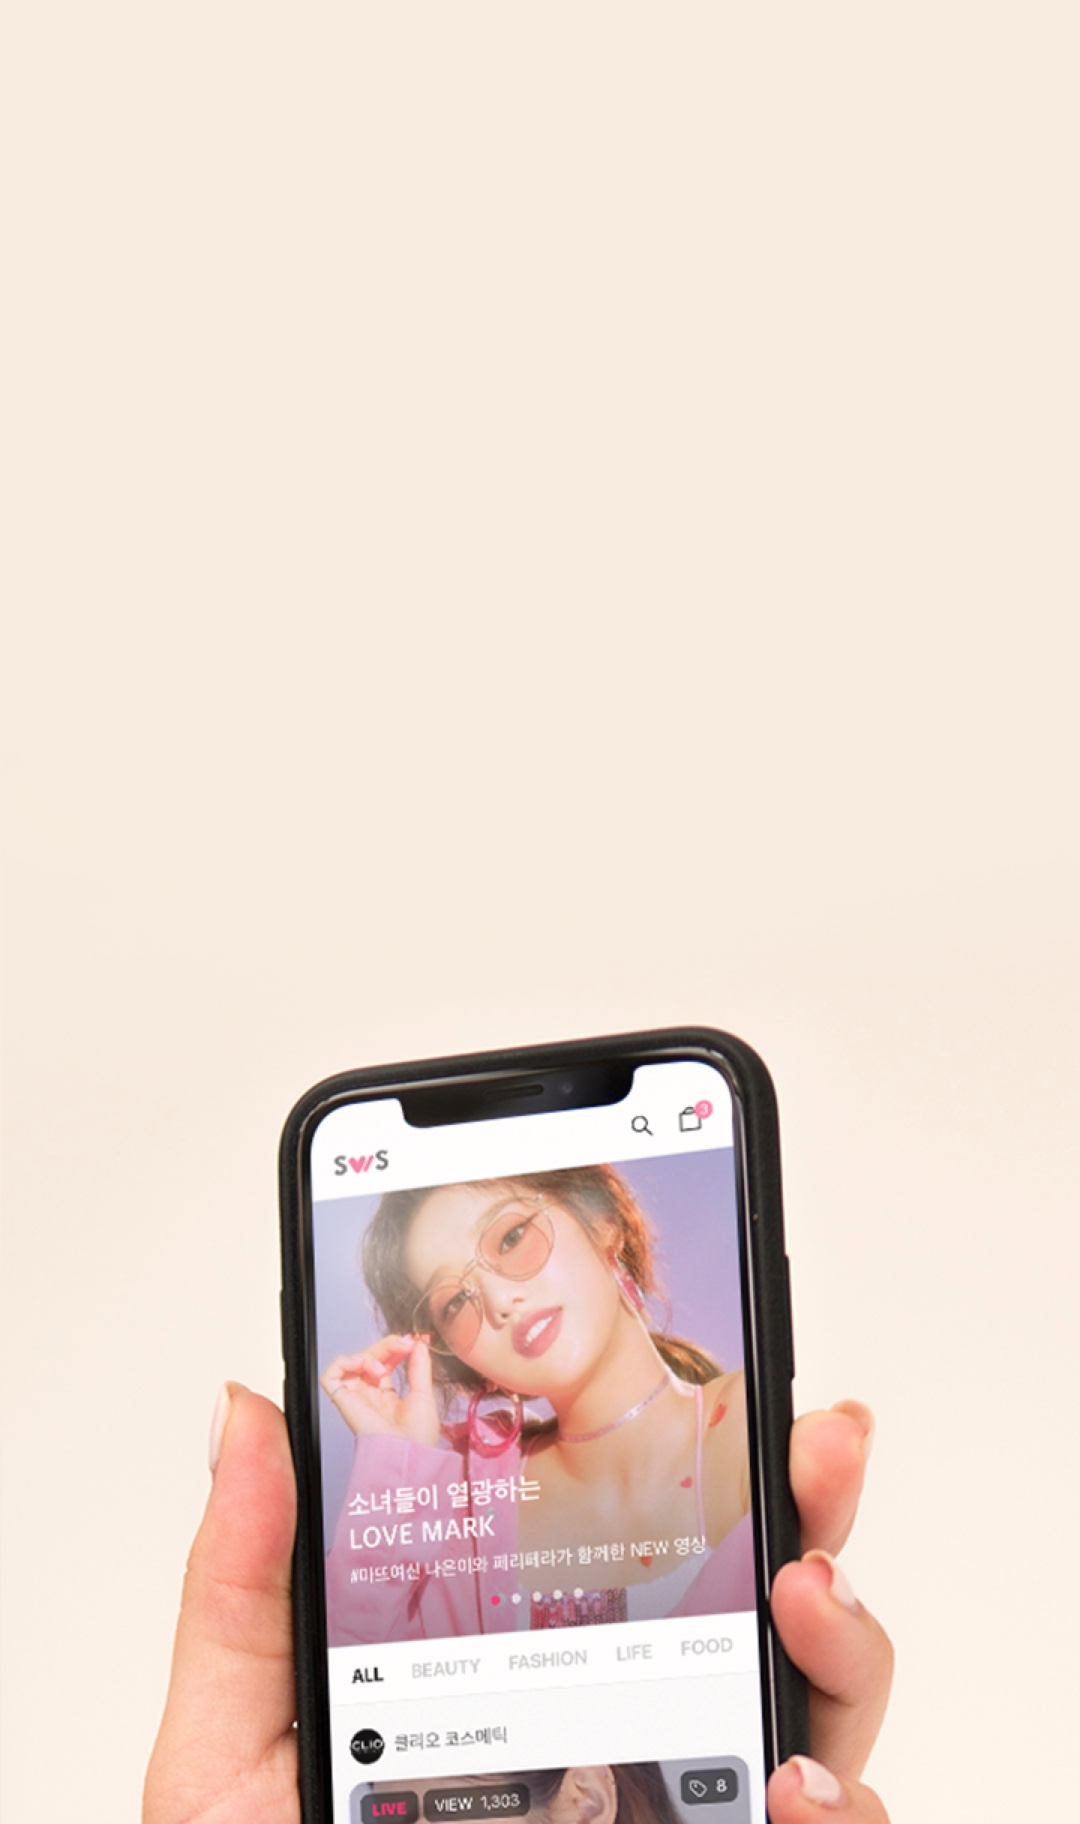 3
SWS
소녀들이 열광하는
LOVE MARK
#미뜨여신 나은미와 페리페라가 함께한 NEW 영상
ALL BEAUTY FASHION LIFE FOOD
CLIO 클리오 코스메틱
LIVE VIEW 1,303 8